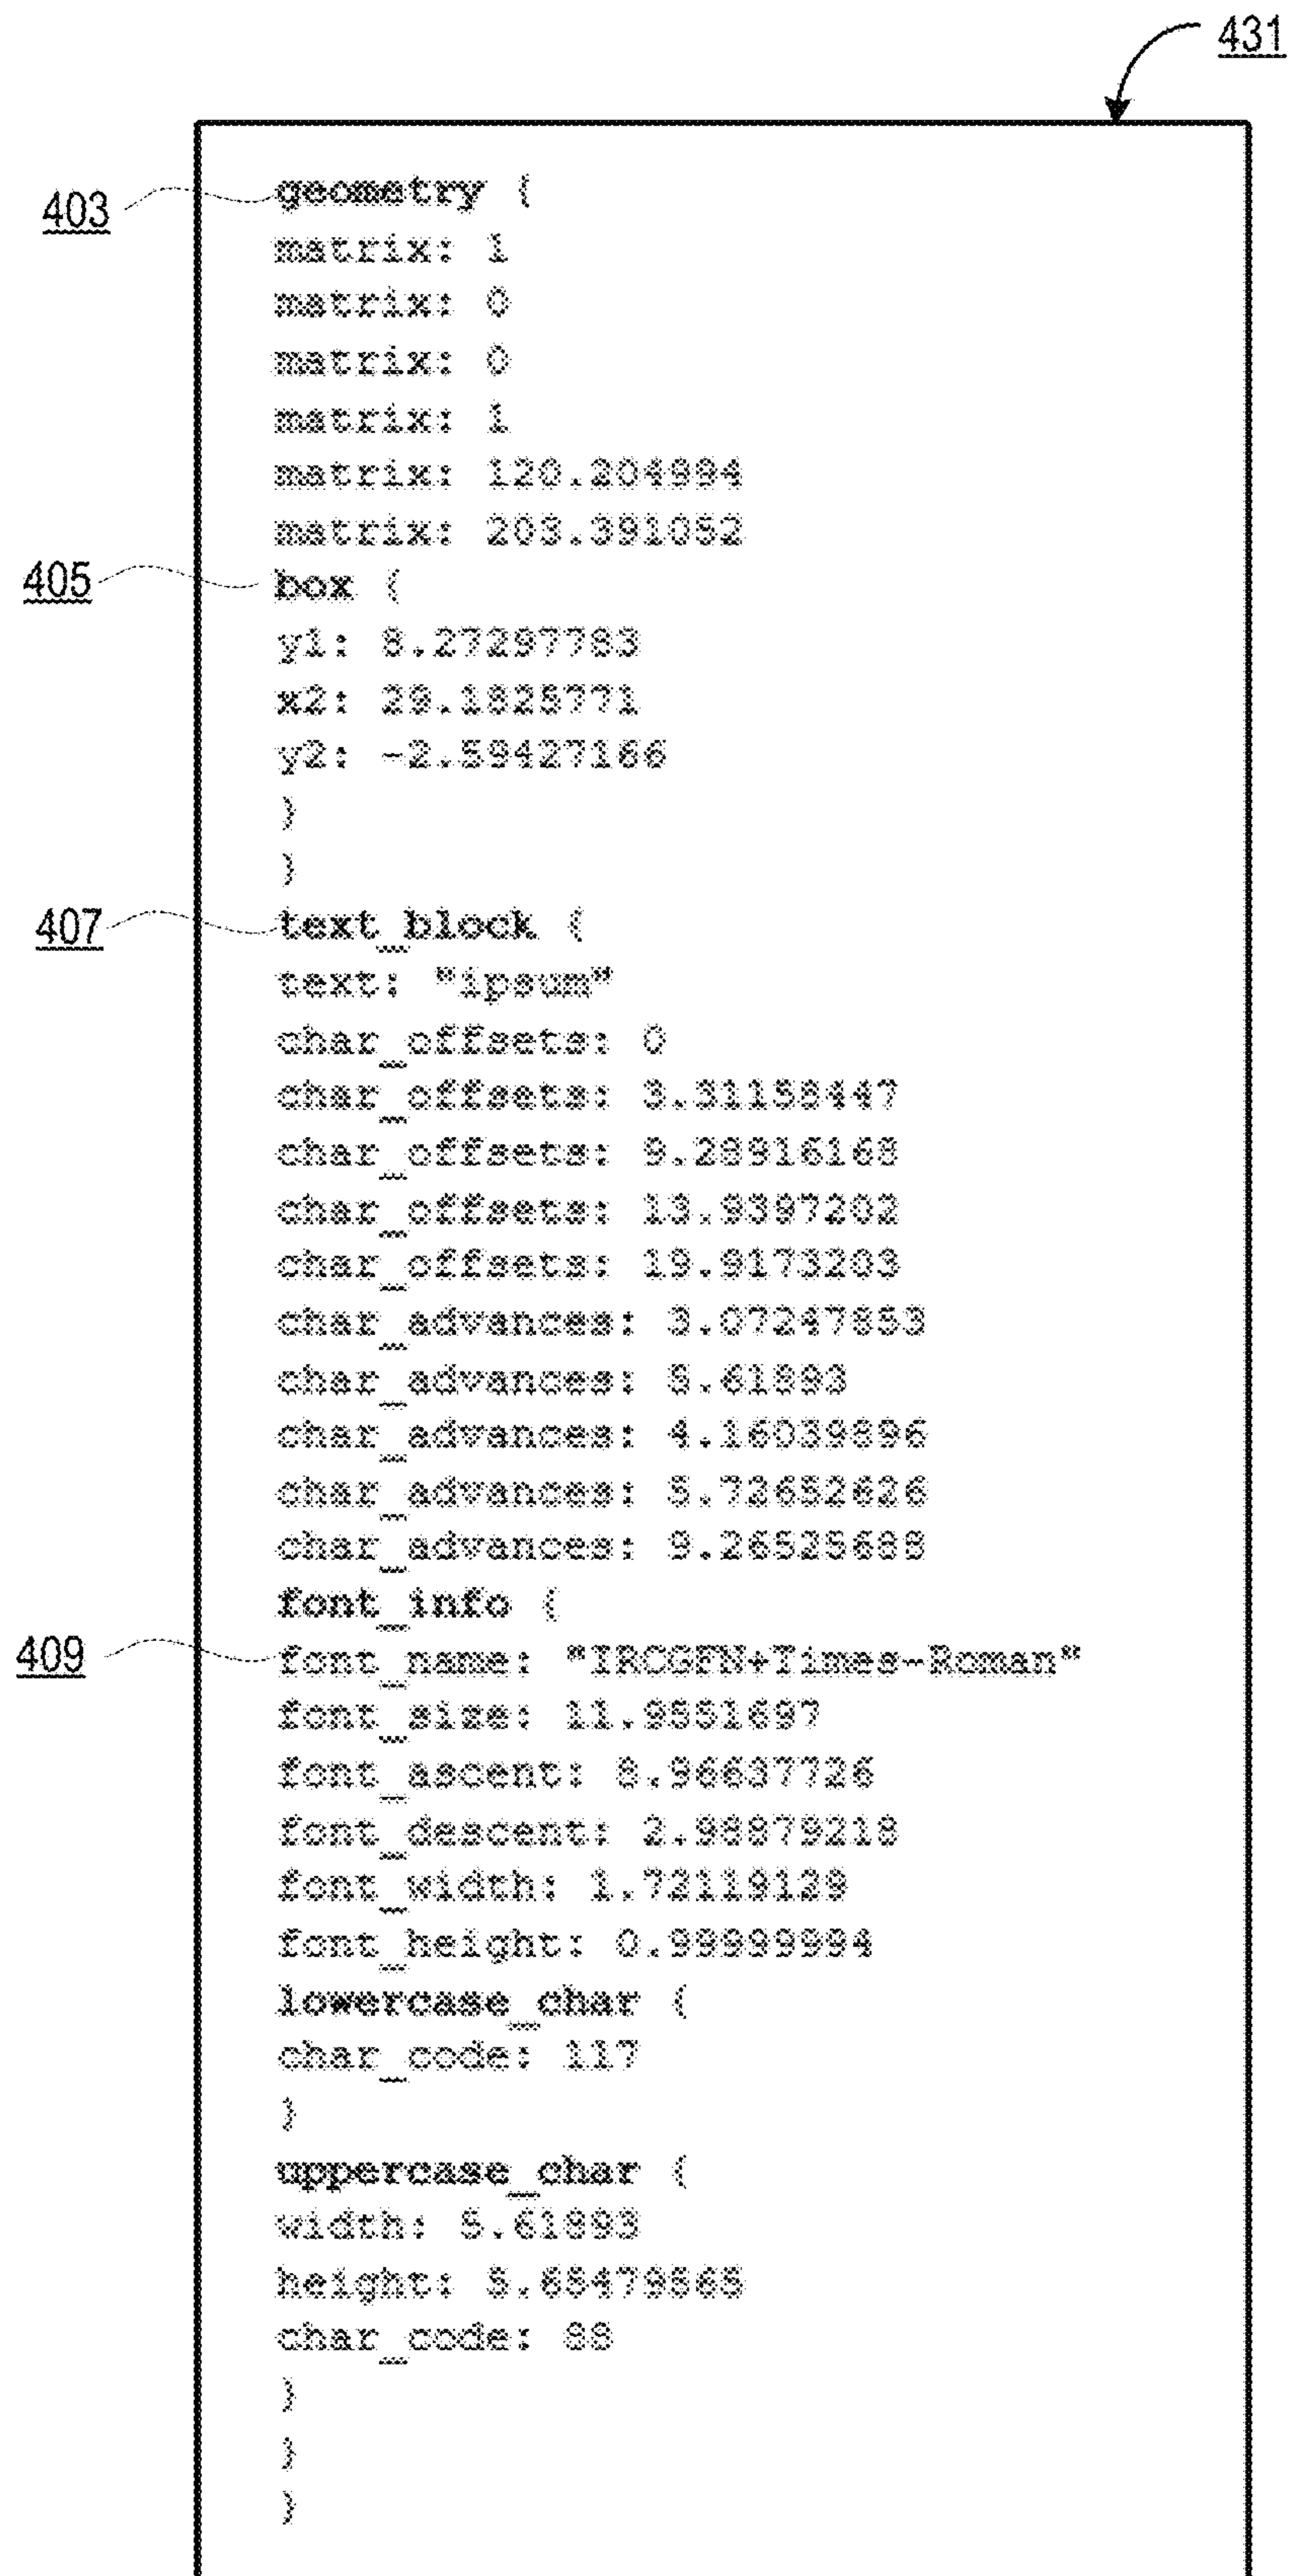 431
403
geometry {
matrix: 1
matrix: 0
matrix: 0
matrix: 1
matrix: 120.204994
matrix: 203.391052
405
box {
y1: 8.27297783
x2: 29.1825771
y2: -2.59427166
}
}
407
text_block {
text: "ipsum"
char_offsets: 0
char_offsets: 3.31158447
char_offsets: 9.28916168
char_offsets: 13.9397202
char_offsets: 19.9173203
char_advances: 3.07247853
char_advances: 5.61893
char_advances: 4.16039896
char_advances: 5.72652626
char_advances: 9.26525688
font_info {
409
font_name: "IRCGFN+Times-Roman"
font_size: 11.9551697
font_ascent: 8.96637726
font_descent: 2.98879218
font_width: 1.72119129
font_height: 0.99999994
lowercase_char {
char_code: 117
}
uppercase_char {
width: 5.61893
height: 5.65479565
char_code: 88
}
}
}